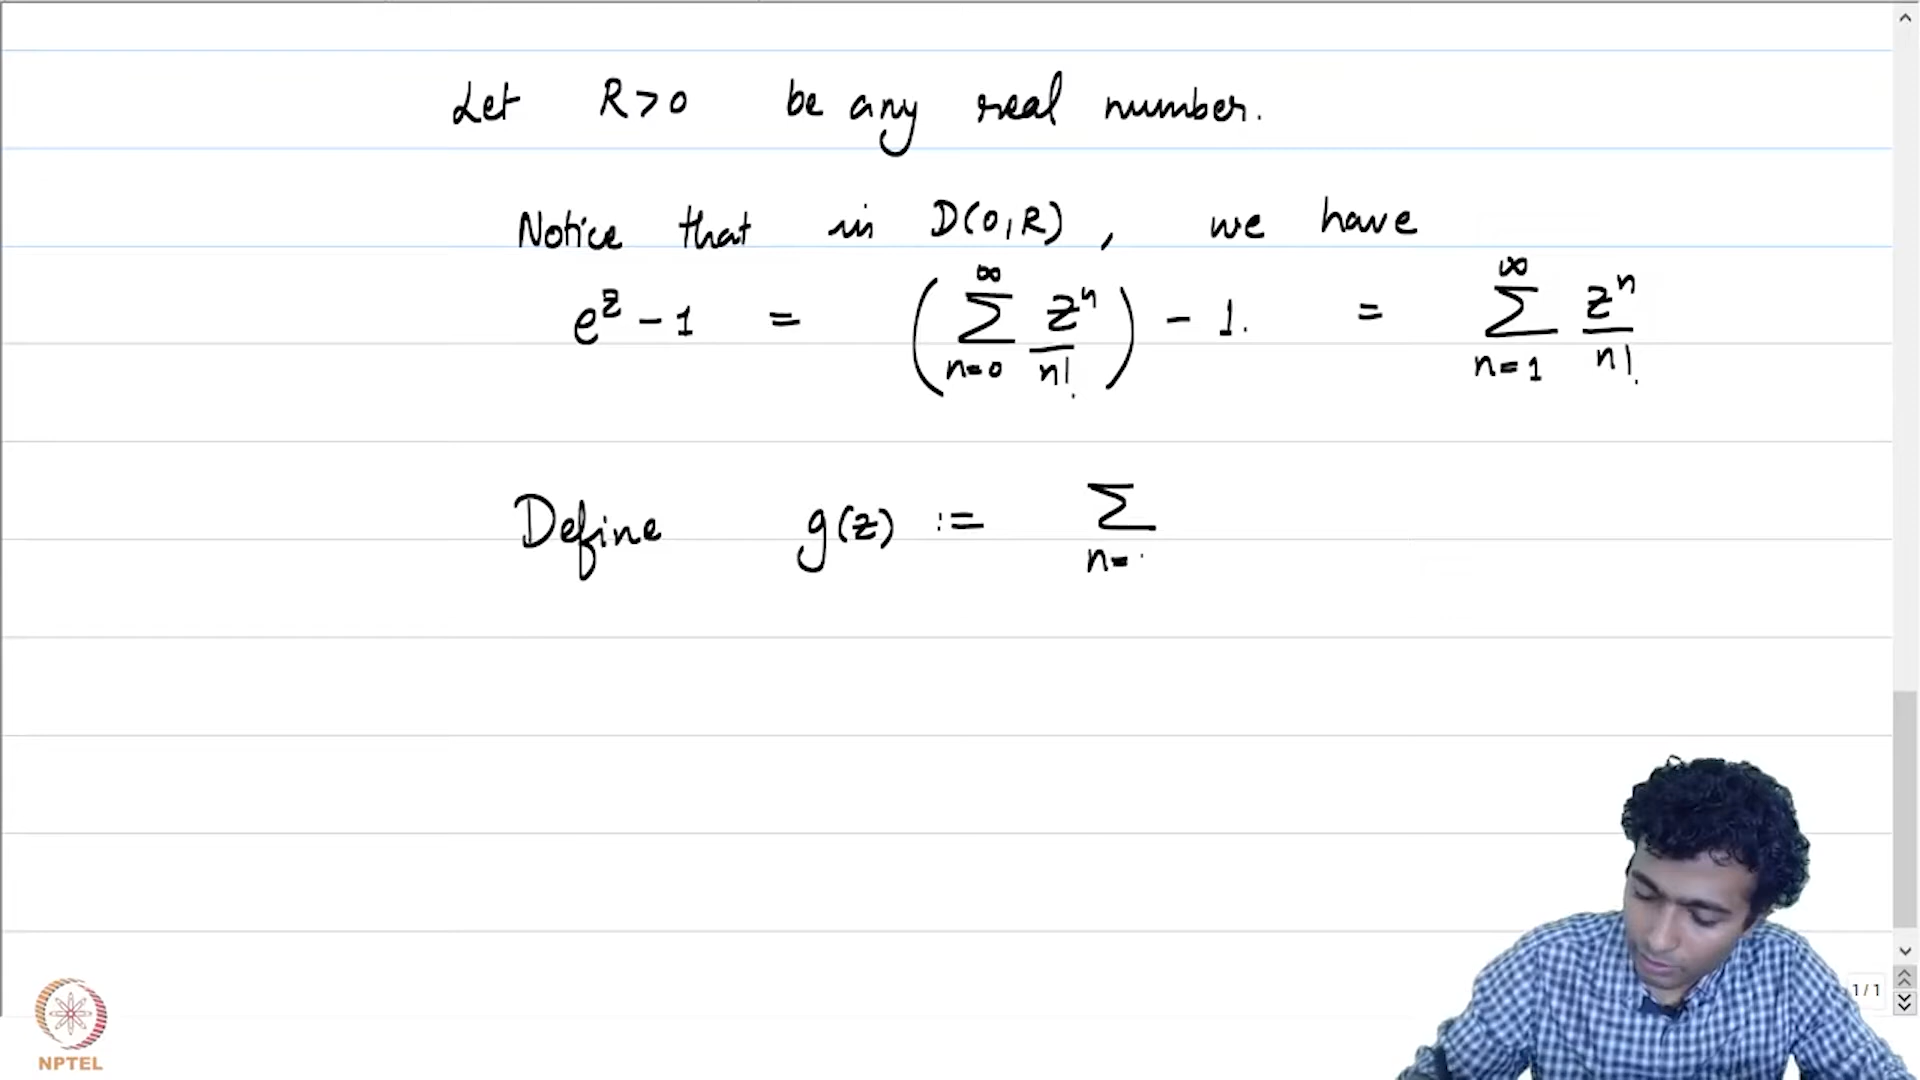 Let R>0 be any real number.
Notice that in D(0,R), we have
e^z - 1 = (∑_{n=0}^∞ z^n/n!) - 1. = ∑_{n=1}^∞ z^n/n!
Define g(z) := ∑_{n=
1/1
NPTEL